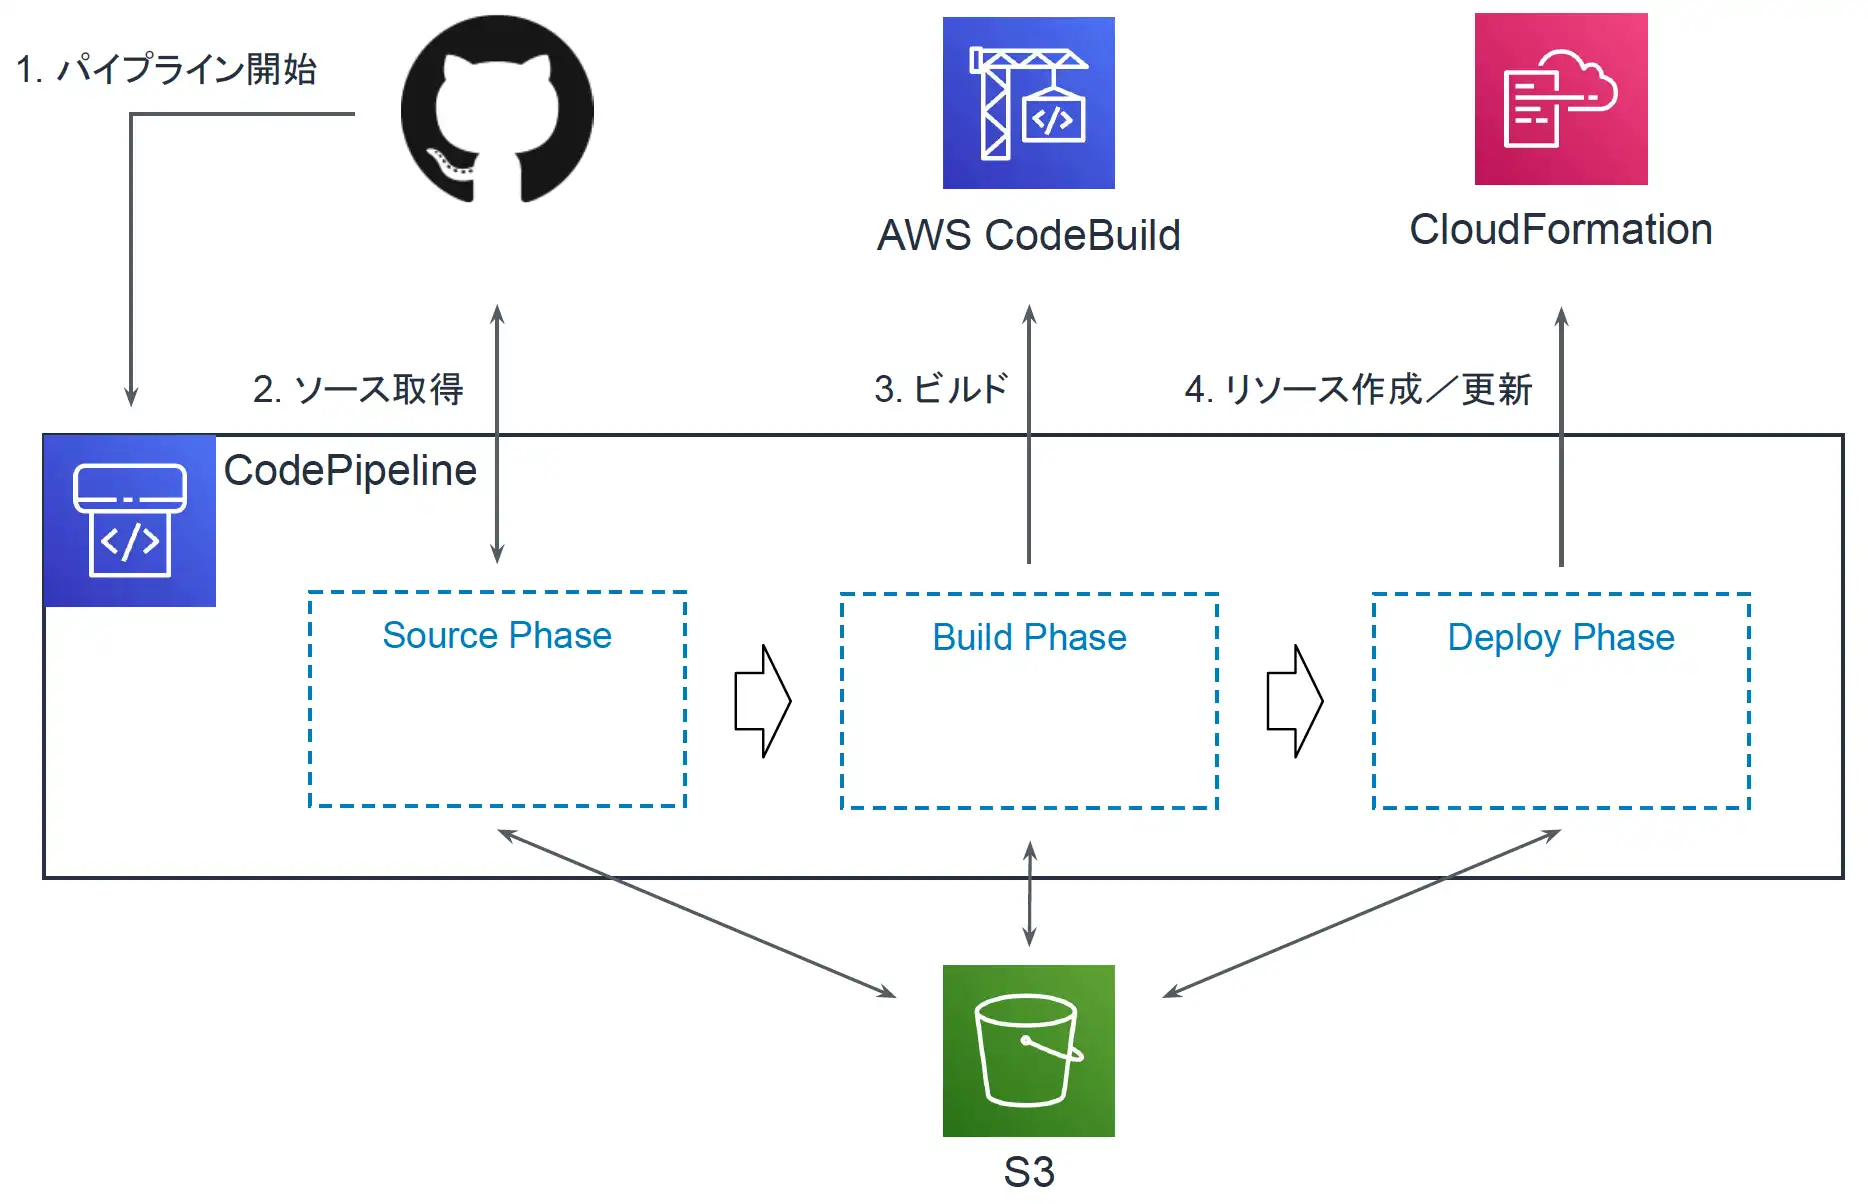 1. パイプライン開始
AWS CodeBuild
CloudFormation
2. ソース取得
3. ビルド
4. リソース作成／更新
CodePipeline
Source Phase
Build Phase
Deploy Phase
S3